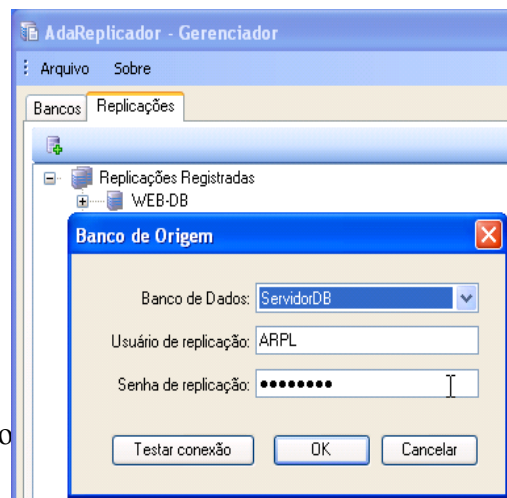 AdaReplicador - Gerenciador
Arquivo Sobre
Bancos Replicações
Replicações Registradas
WEB-DB
Banco de Origem
Banco de Dados: ServidorDB
Usuário de replicação: ARPL
Senha de replicação: ●●●●●●●●
o
Testar conexão OK Cancelar